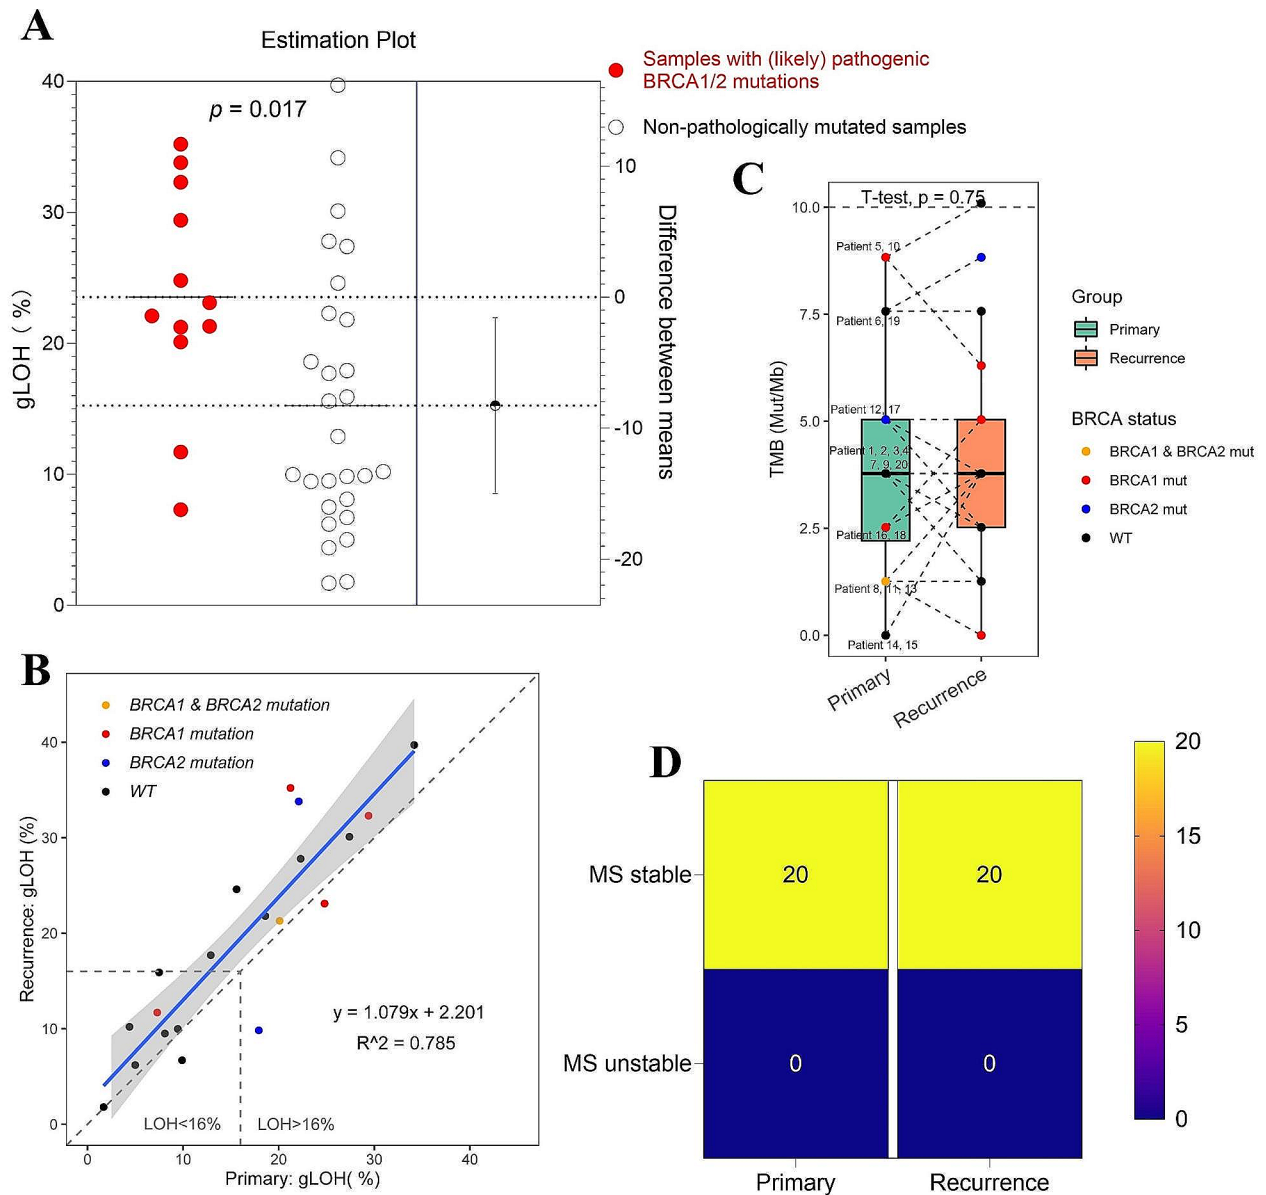 A
Estimation Plot
p = 0.017
40
30
20
10
0
gLOH ( %)
10
0
-10
-20
Difference between means
Samples with (likely) pathogenic
BRCA1/2 mutations
Non-pathologically mutated samples
C
T-test, p = 0.75
10.0
7.5
5.0
2.5
0.0
TMB (Mut/Mb)
Patient 5, 10
Patient 6, 19
Patient 12, 17
Patient 1, 2, 3,4
7, 9, 20
Patient 16, 18
Patient 8, 11, 13
Patient 14, 15
Primary
Recurrence
Group
Primary
Recurrence
BRCA status
BRCA1 & BRCA2 mut
BRCA1 mut
BRCA2 mut
WT
B
BRCA1 & BRCA2 mutation
BRCA1 mutation
BRCA2 mutation
WT
40
30
20
10
0
Recurrence: gLOH (%)
y = 1.079x + 2.201
R^2 = 0.785
LOH<16%
LOH>16%
0
10
20
30
40
Primary: gLOH( %)
D
MS stable
20
20
MS unstable
0
0
Primary
Recurrence
20
15
10
5
0